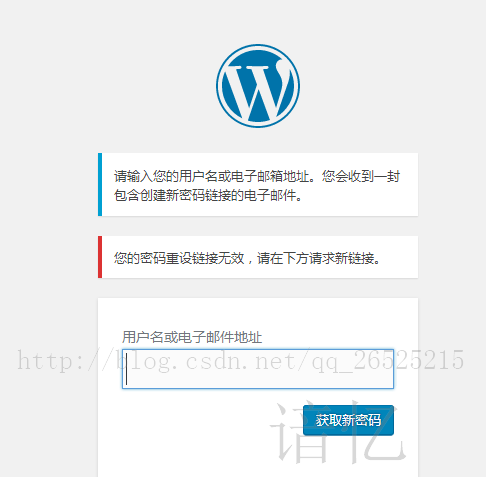 请输入您的用户名或电子邮箱地址。您会收到一封
包含创建新密码链接的电子邮件。
您的密码重设链接无效，请在下方请求新链接。
用户名或电子邮件地址
http://blog.csdn.net/qq_26525215
获取新密码
谙忆